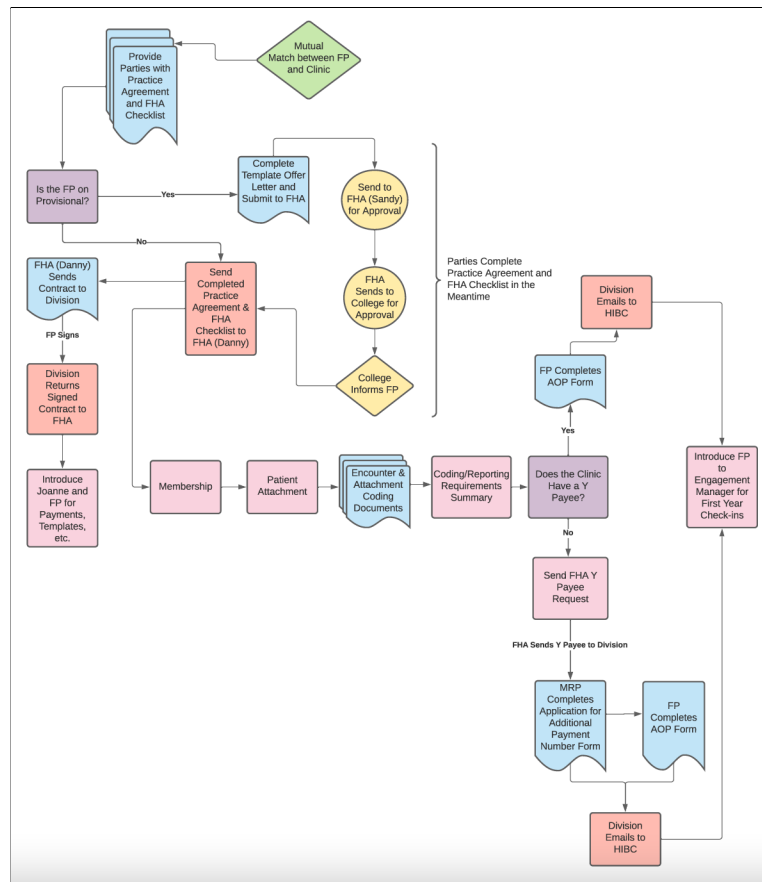 Mutual
Match between FP
and Clinic
Provide
Parties with
Practice
Agreement
and FHA
Checklist
Is the FP on
Provisional?
Yes
Complete
Template Offer
Letter and
Submit to FHA
Send to
FHA (Sandy)
for Approval
FHA
Sends to
College for
Approval
College
Informs FP
Parties Complete
Practice Agreement and
FHA Checklist in the
Meantime
No
Send
Completed
Practice
Agreement &
FHA
Checklist to
FHA (Danny)
FHA (Danny)
Sends
Contract to
Division
FP Signs
Division
Returns
Signed
Contract to
FHA
Introduce
Joanne and
FP for
Payments,
Templates,
etc.
Membership
Patient
Attachment
Encounter &
Attachment
Coding
Documents
Coding/Reporting
Requirements
Summary
Does the Clinic
Have a Y
Payee?
Yes
FP Completes
AOP Form
Division
Emails to
HIBC
Introduce FP
to
Engagement
Manager for
First Year
Check-ins
No
Send FHA Y
Payee
Request
FHA Sends Y Payee to Division
MRP
Completes
Application for
Additional
Payment
Number Form
FP
Completes
AOP Form
Division
Emails to
HIBC